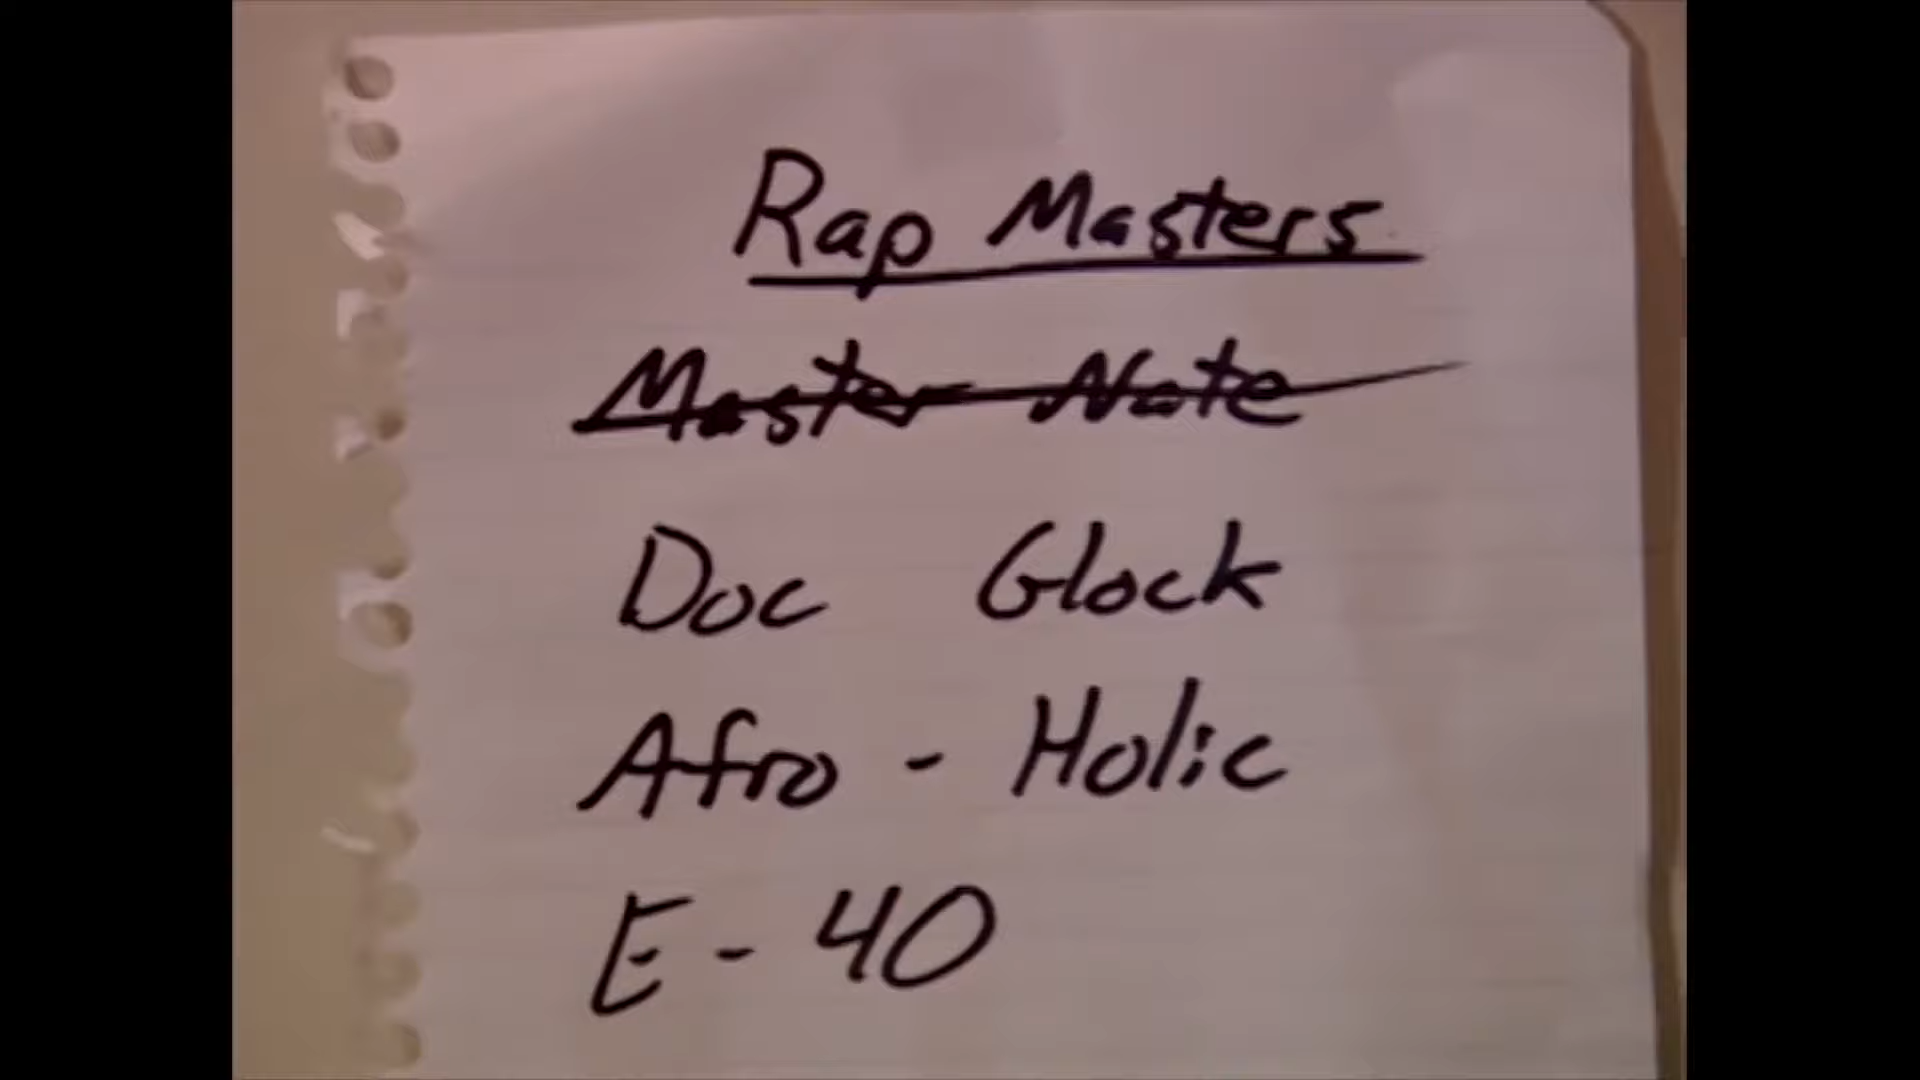 Rap Masters
Master Nate
Doc Glock
Afro - Holic
E - 40